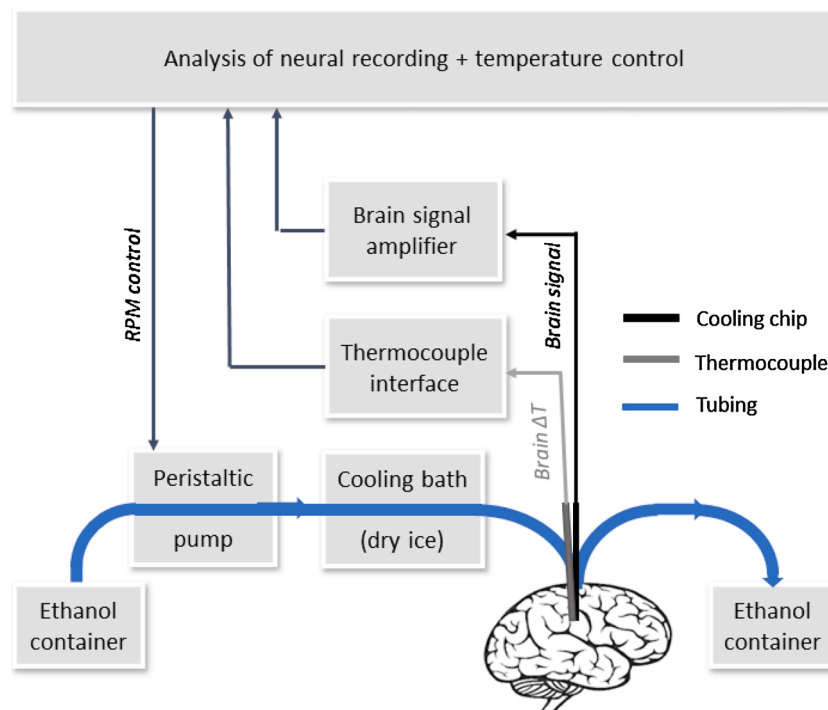 Analysis of neural recording + temperature control
Brain signal
amplifier
RPM control
Brain signal
Cooling chip
Thermocouple
interface
Thermocouple
Tubing
Brain ΔT
Peristaltic
pump
Cooling bath
(dry ice)
Ethanol
container
Ethanol
container